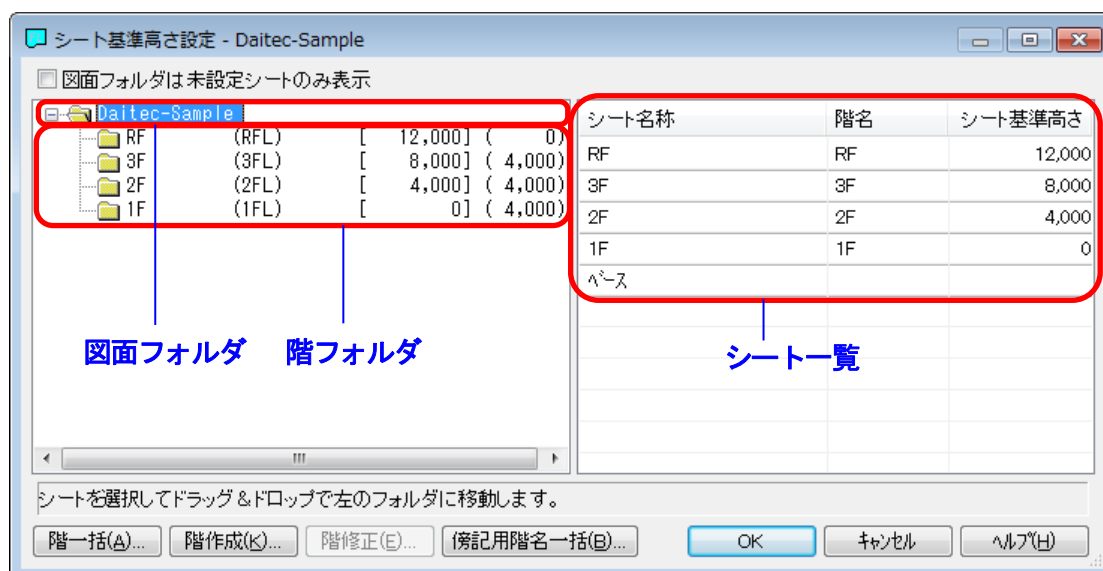 シート基準高さ設定 - Daitec-Sample
図面フォルダは未設定シートのみ表示
Daitec-Sample
RF (RFL) [ 12,000] ( 0)
3F (3FL) [ 8,000] ( 4,000)
2F (2FL) [ 4,000] ( 4,000)
1F (1FL) [ 0] ( 4,000)
シート名称 階名 シート基準高さ
RF RF 12,000
3F 3F 8,000
2F 2F 4,000
1F 1F 0
ﾍﾞｰｽ
図面フォルダ 階フォルダ
シート一覧
シートを選択してドラッグ&ドロップで左のフォルダに移動します。
階一括(A)... 階作成(K)... 階修正(E)... 傍記用階名一括(B)... OK ｷｬﾝｾﾙ ﾍﾙﾌﾟ(H)